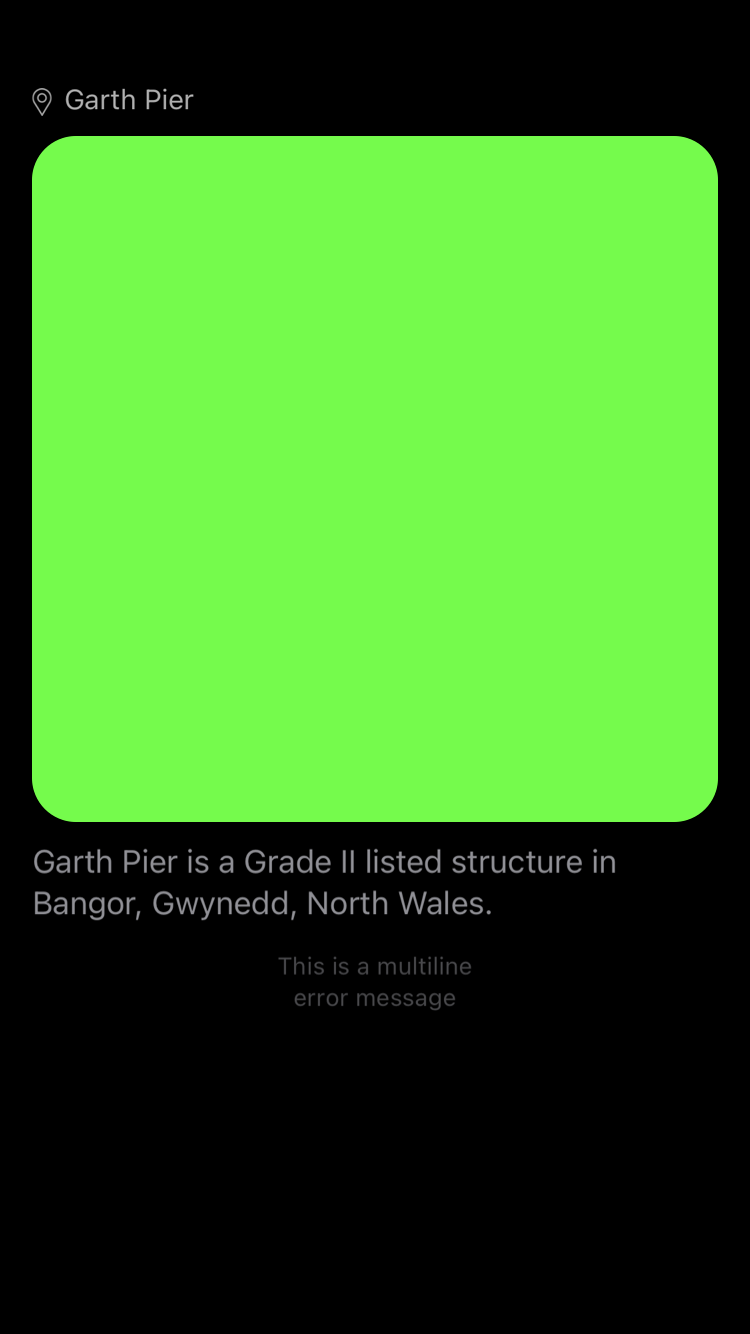 Garth Pier
Garth Pier is a Grade II listed structure in
Bangor, Gwynedd, North Wales.
This is a multiline
error message